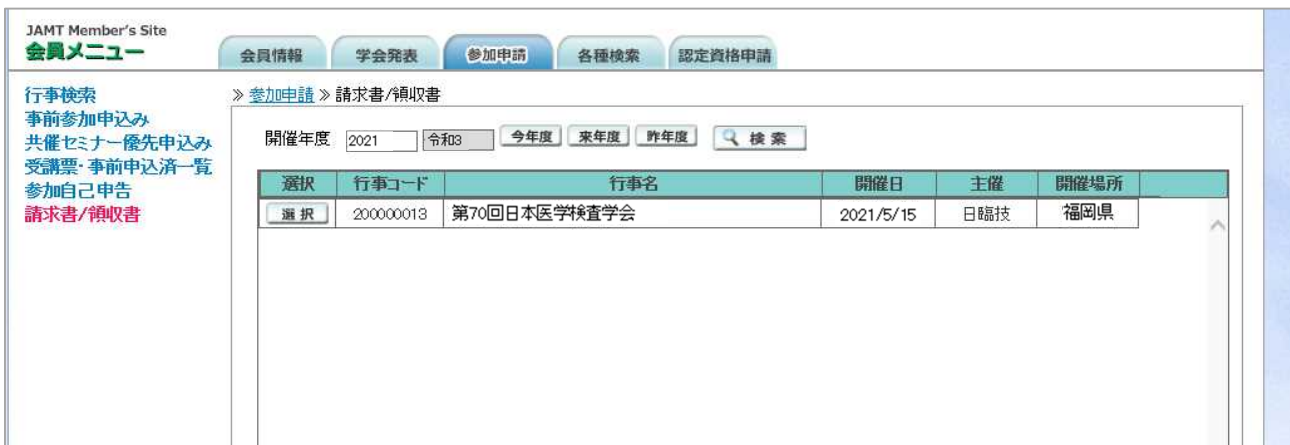 JAMT Member's Site
会員メニュー
会員情報 学会発表 参加申請 各種検索 認定資格申請
行事検索
事前参加申込み
共催セミナー優先申込み
受講票・事前申込済一覧
参加自己申告
請求書/領収書
≫ 参加申請 ≫ 請求書/領収書
開催年度 2021 令和3 今年度 来年度 昨年度 検索
選択 行事コード 行事名 開催日 主催 開催場所
選択 200000013 第70回日本医学検査学会 2021/5/15 日臨技 福岡県